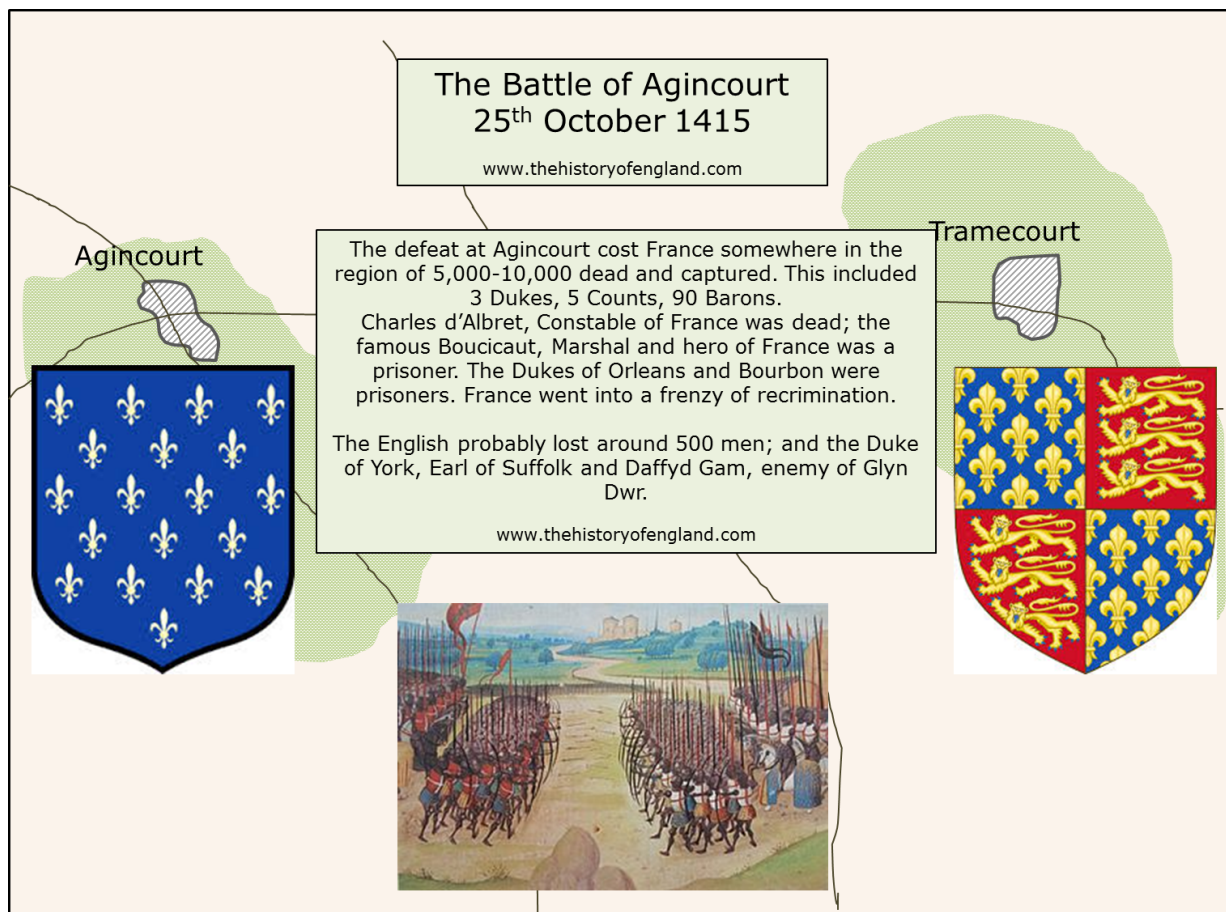 The Battle of Agincourt
25th October 1415
www.thehistoryofengland.com
Agincourt
Tramecourt
The defeat at Agincourt cost France somewhere in the
region of 5,000-10,000 dead and captured. This included
3 Dukes, 5 Counts, 90 Barons.
Charles d’Albret, Constable of France was dead; the
famous Boucicaut, Marshal and hero of France was a
prisoner. The Dukes of Orleans and Bourbon were
prisoners. France went into a frenzy of recrimination.
The English probably lost around 500 men; and the Duke
of York, Earl of Suffolk and Daffyd Gam, enemy of Glyn
Dwr.
www.thehistoryofengland.com